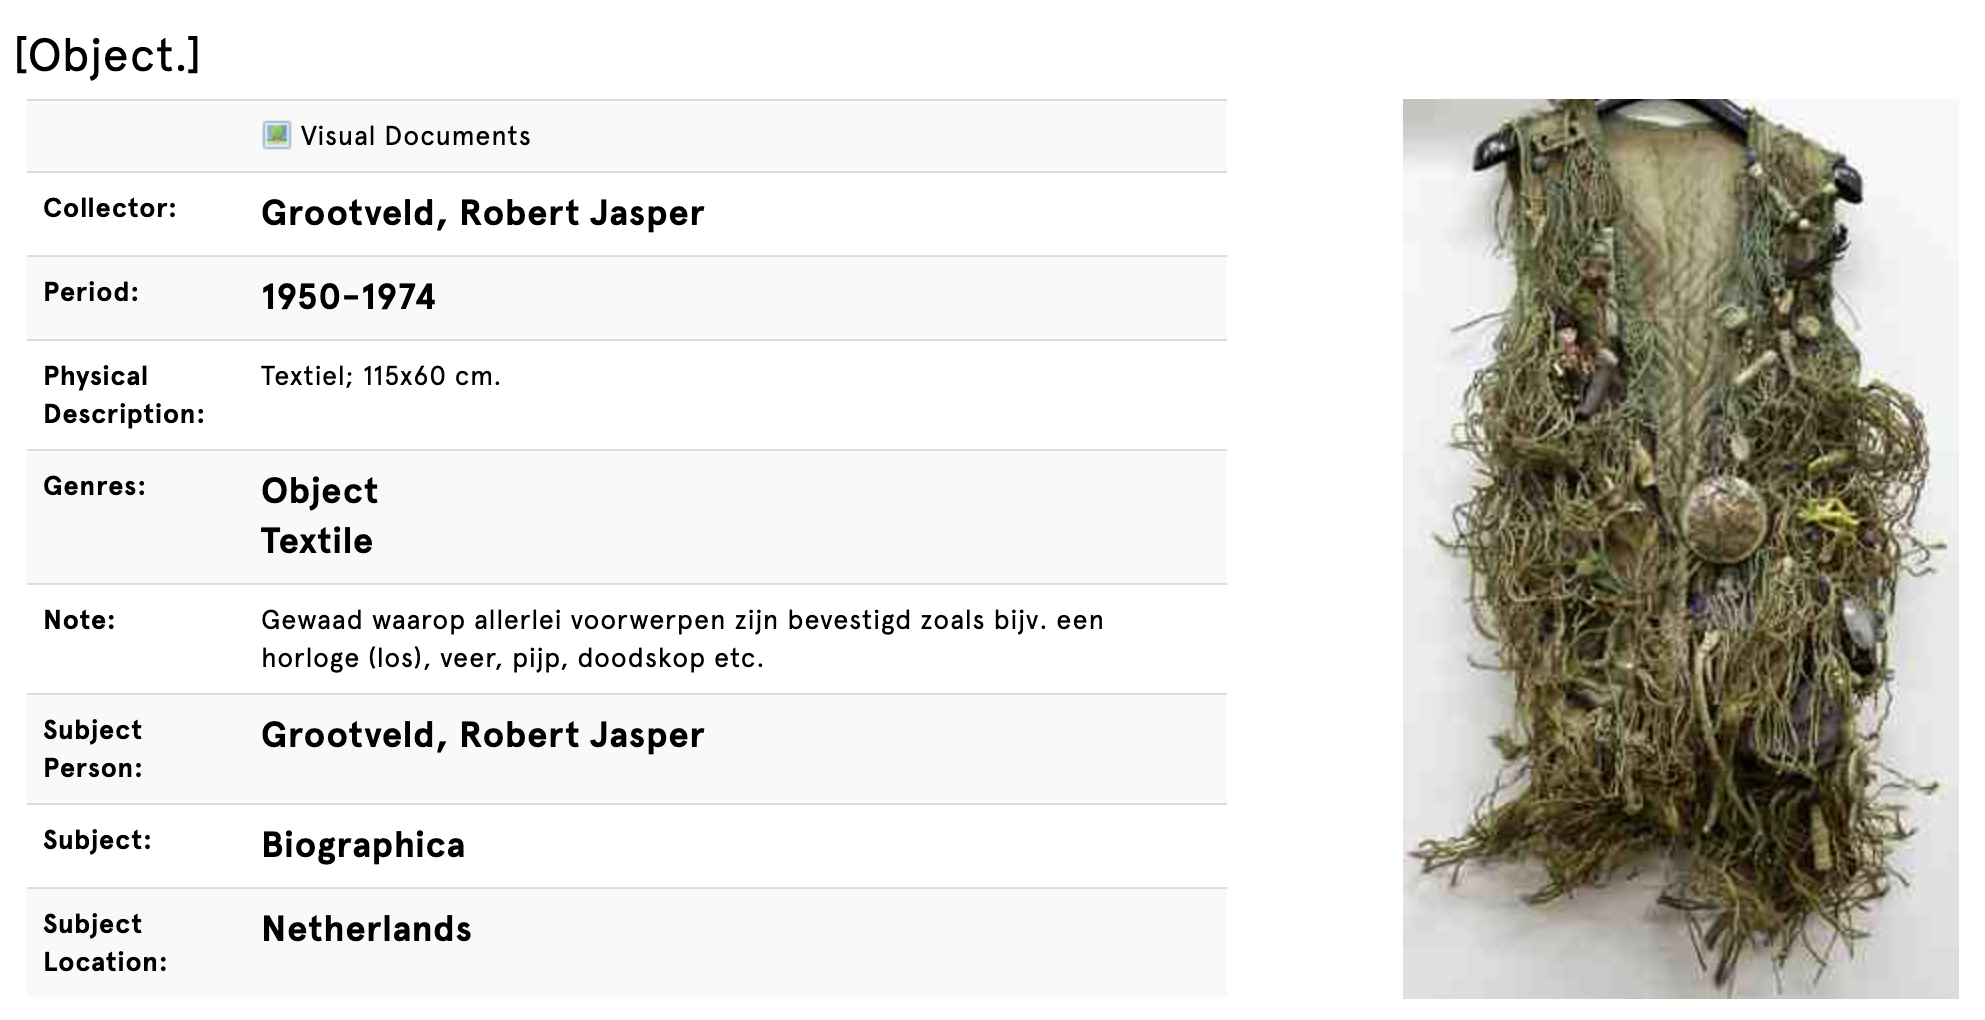 [Object.]
Visual Documents
Collector:
Grootveld, Robert Jasper
Period:
1950–1974
Physical
Description:
Textiel; 115x60 cm.
Genres:
Object
Textile
Note:
Gewaad waarop allerlei voorwerpen zijn bevestigd zoals bijv. een
horloge (los), veer, pijp, doodskop etc.
Subject
Person:
Grootveld, Robert Jasper
Subject:
Biographica
Subject
Location:
Netherlands